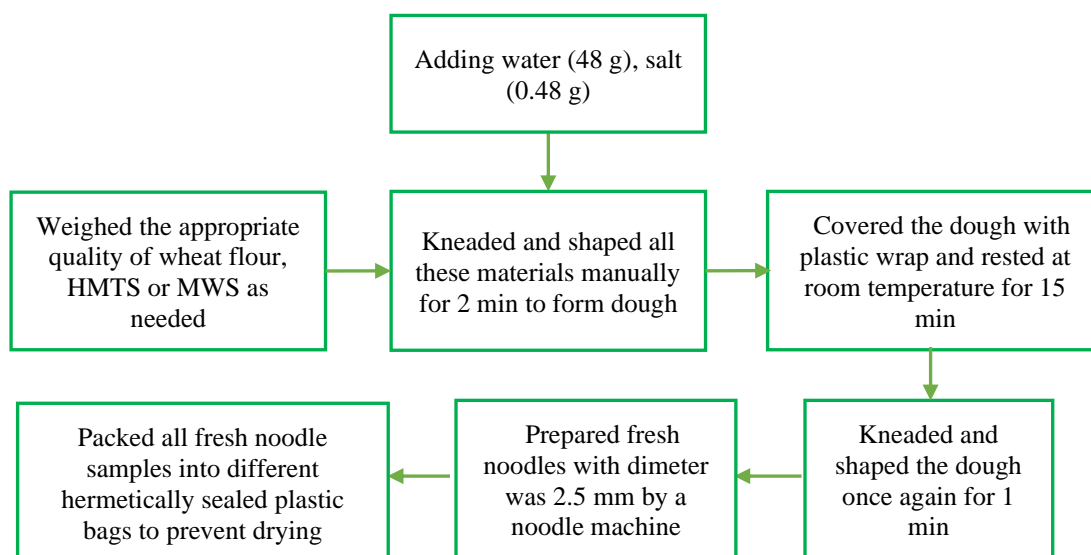 Adding water (48 g), salt
(0.48 g)
Weighed the appropriate
quality of wheat flour,
HMTS or MWS as
needed
Kneaded and shaped all
these materials manually
for 2 min to form dough
Covered the dough with
plastic wrap and rested at
room temperature for 15
min
Kneaded and
shaped the dough
once again for 1
min
Prepared fresh
noodles with dimeter
was 2.5 mm by a
noodle machine
Packed all fresh noodle
samples into different
hermetically sealed plastic
bags to prevent drying